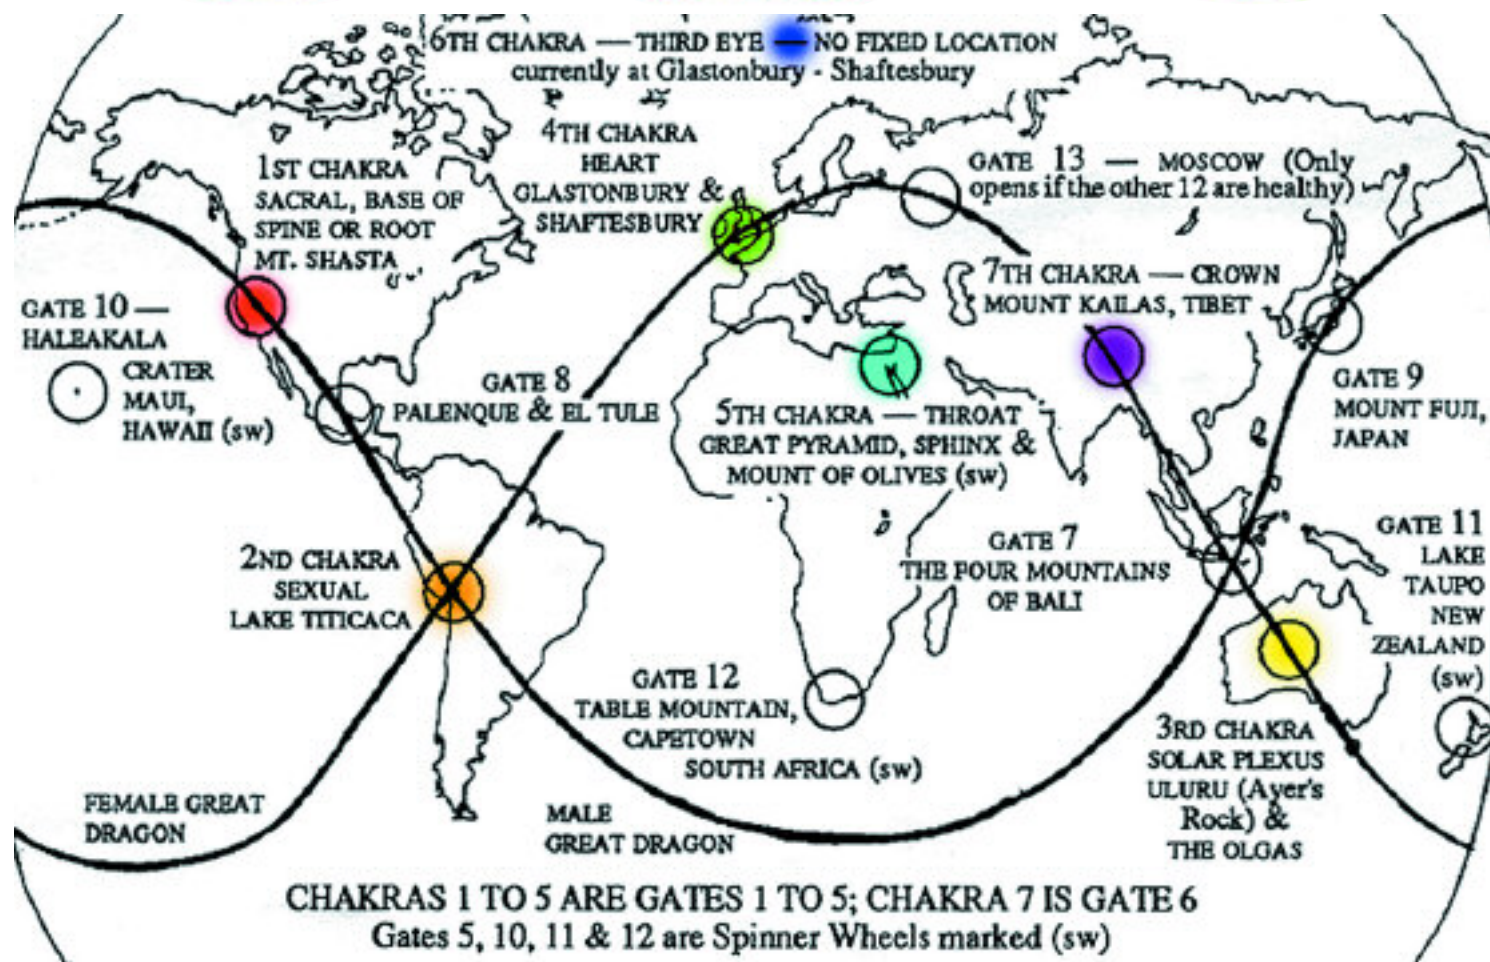 6TH CHAKRA — THIRD EYE — NO FIXED LOCATION
currently at Glastonbury - Shaftesbury
4TH CHAKRA
HEART
GLASTONBURY &
SHAFTESBURY
1ST CHAKRA
SACRAL, BASE OF
SPINE OR ROOT
MT. SHASTA
GATE 13 — MOSCOW (Only
opens if the other 12 are healthy)
7TH CHAKRA — CROWN
MOUNT KAILAS, TIBET
GATE 10 —
HALEAKALA
CRATER
MAUI,
HAWAII (sw)
GATE 8
PALENQUE & EL TULE
5TH CHAKRA — THROAT
GREAT PYRAMID, SPHINX &
MOUNT OF OLIVES (sw)
GATE 9
MOUNT FUJI,
JAPAN
2ND CHAKRA
SEXUAL
LAKE TITICACA
GATE 7
THE FOUR MOUNTAINS
OF BALI
GATE 11
LAKE
TAUPO
NEW
ZEALAND
(sw)
GATE 12
TABLE MOUNTAIN,
CAPETOWN
SOUTH AFRICA (sw)
3RD CHAKRA
SOLAR PLEXUS
ULURU (Ayer's
Rock) &
THE OLGAS
FEMALE GREAT
DRAGON
MALE
GREAT DRAGON
CHAKRAS 1 TO 5 ARE GATES 1 TO 5; CHAKRA 7 IS GATE 6
Gates 5, 10, 11 & 12 are Spinner Wheels marked (sw)